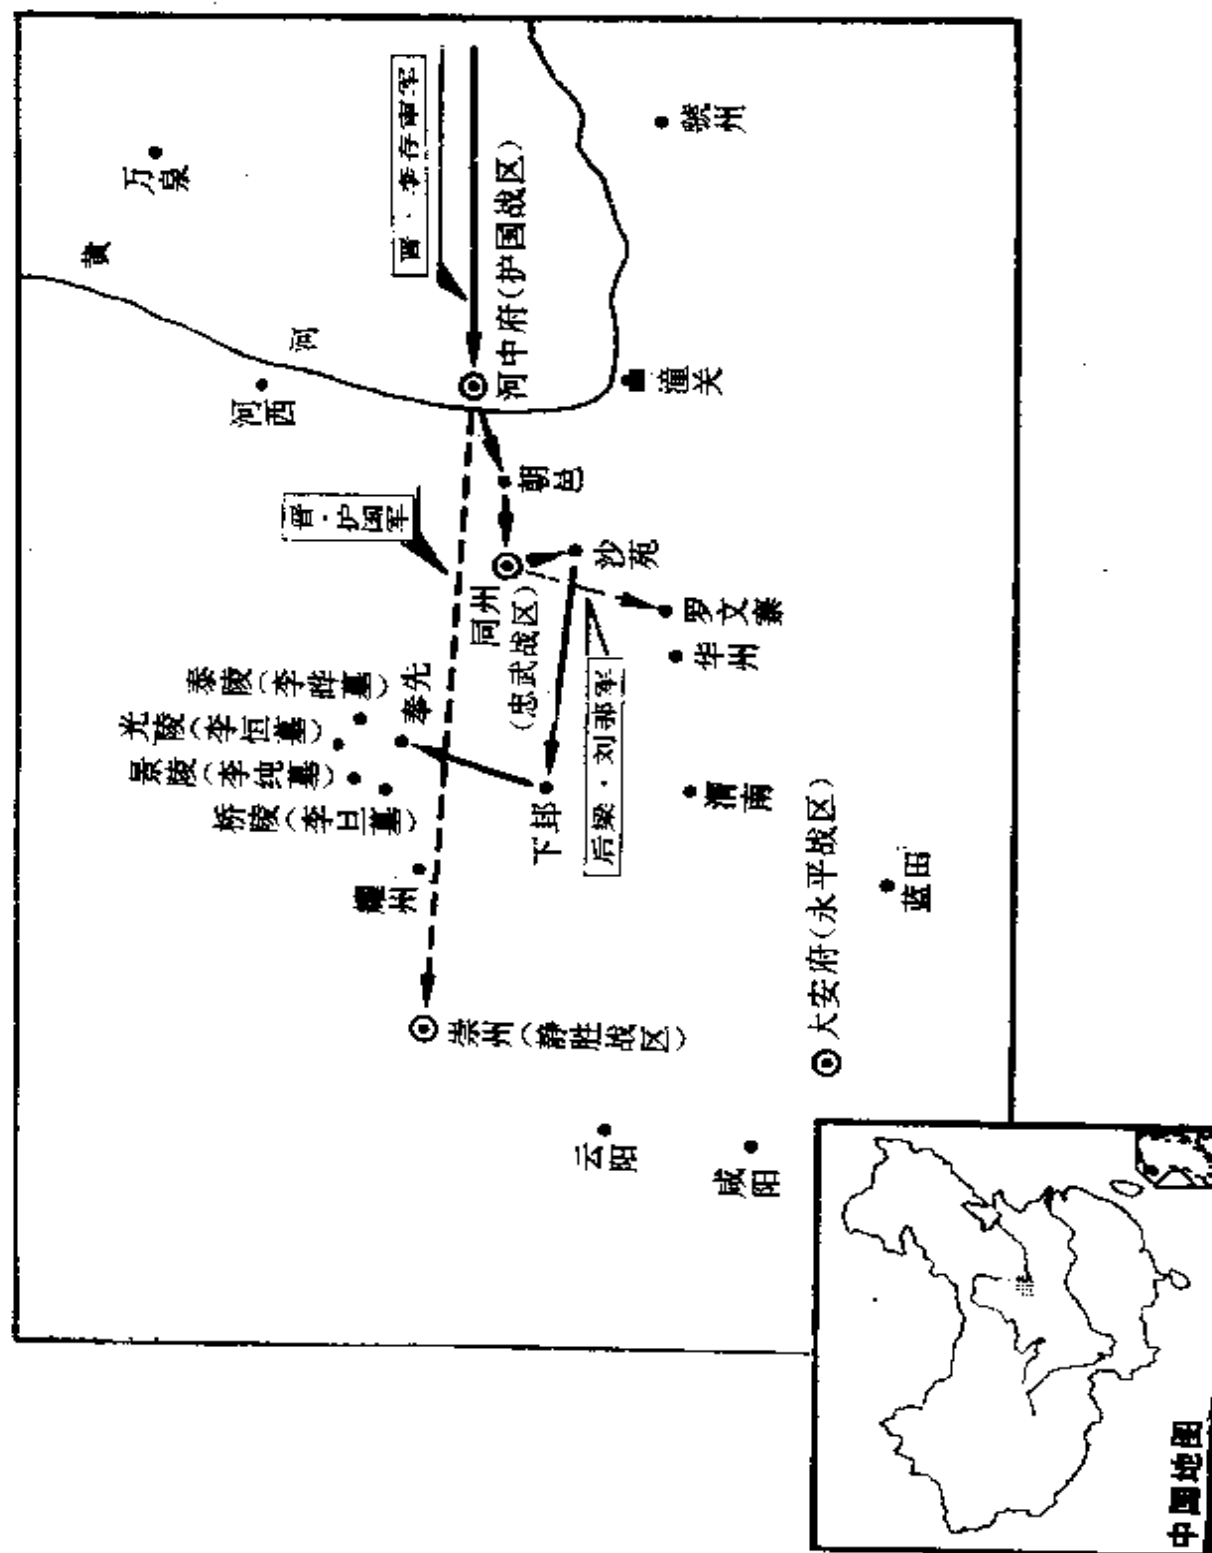 万泉
黄
河
河西
晋·李存审军
河中府(护国战区)
虢州
潼关
朝邑
晋·护国军
同州
(忠武战区)
沙苑
罗文寨
华州
后梁·刘鄩军
泰陵(李晔墓)
光陵(李恒墓)
景陵(李纯墓)
桥陵(李旦墓)
奉先
下邽
渭南
耀州
崇州(静胜战区)
大安府(永平战区)
蓝田
云阳
咸阳
中国地图